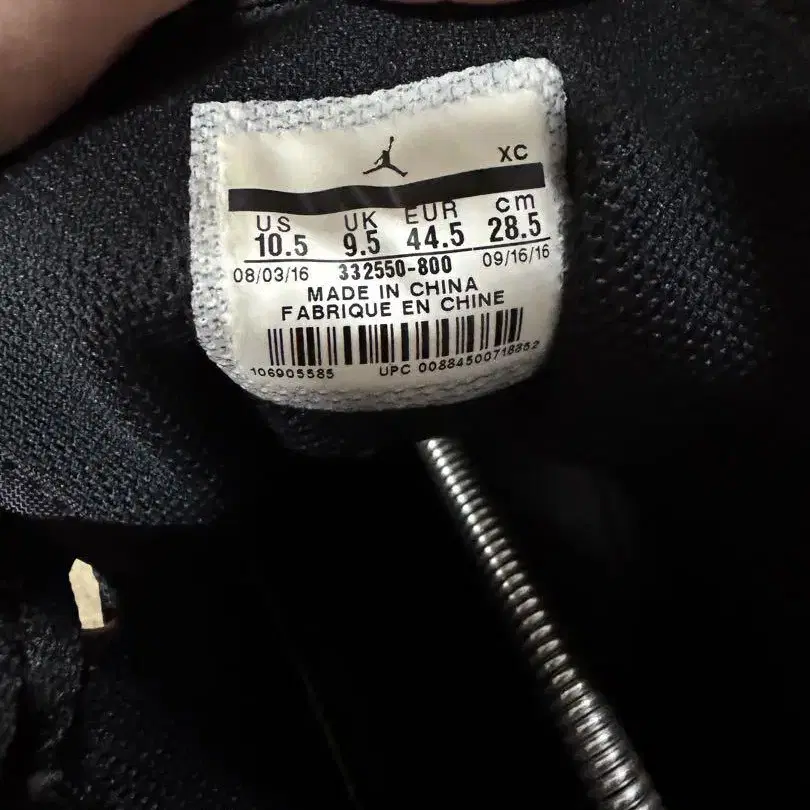 XC
US UK EUR cm
10.5 9.5 44.5 28.5
08/03/16 332550-800 09/16/16
MADE IN CHINA
FABRIQUE EN CHINE
106905585 UPC 00884500718852